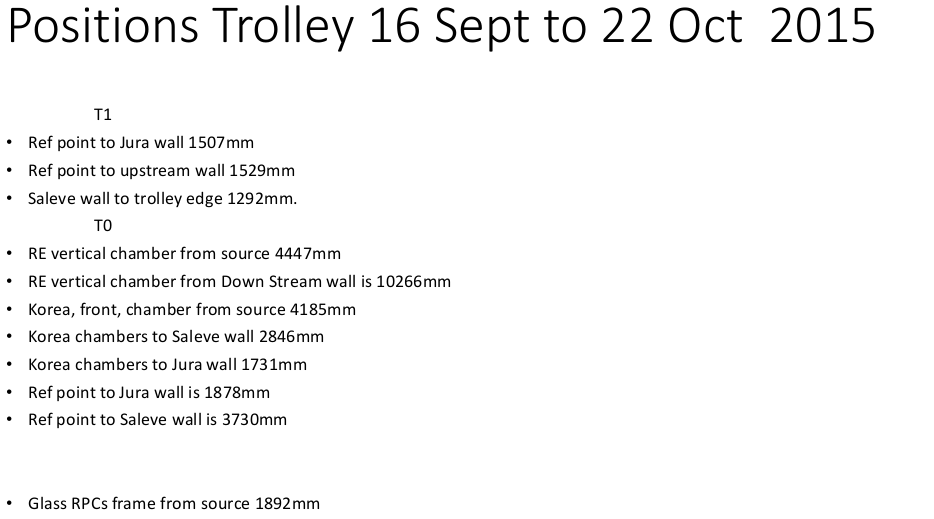 Positions Trolley 16 Sept to 22 Oct  2015
T1
• Ref point to Jura wall 1507mm
• Ref point to upstream wall 1529mm
• Saleve wall to trolley edge 1292mm.
T0
• RE vertical chamber from source 4447mm
• RE vertical chamber from Down Stream wall is 10266mm
• Korea, front, chamber from source 4185mm
• Korea chambers to Saleve wall 2846mm
• Korea chambers to Jura wall 1731mm
• Ref point to Jura wall is 1878mm
• Ref point to Saleve wall is 3730mm
• Glass RPCs frame from source 1892mm